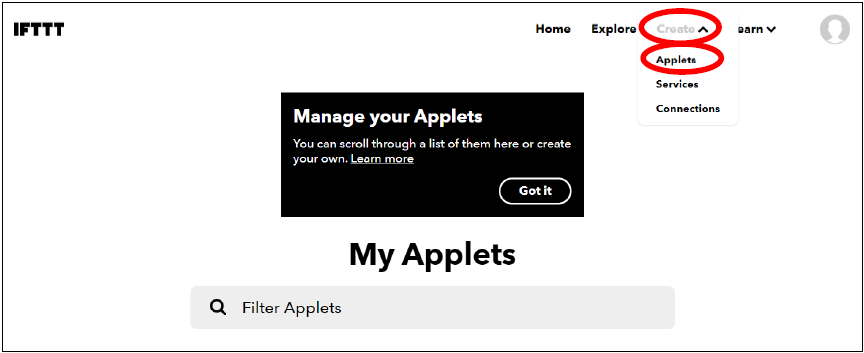 IFTTT
Home Explore Create earn
Applets
Services
Connections
Manage your Applets
You can scroll through a list of them here or create
your own. Learn more
Got it
My Applets
Filter Applets